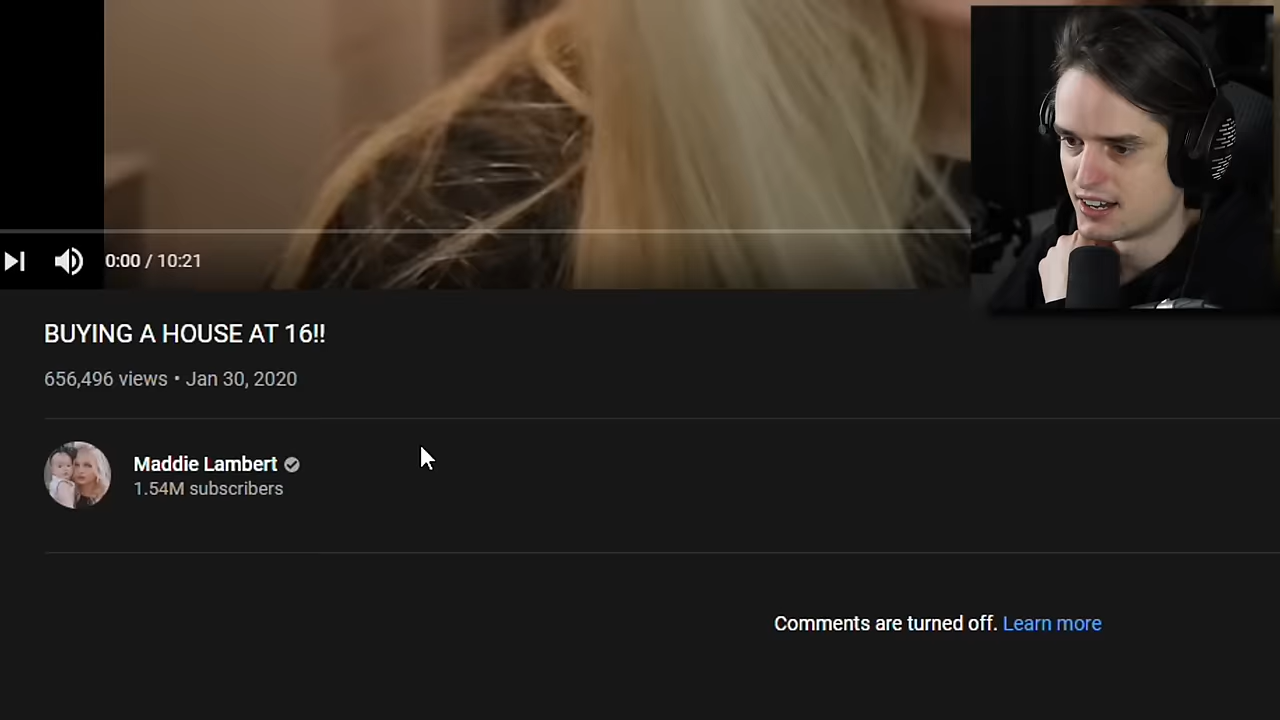 0:00 / 10:21
BUYING A HOUSE AT 16!!
656,496 views • Jan 30, 2020
Maddie Lambert
1.54M subscribers
Comments are turned off. Learn more